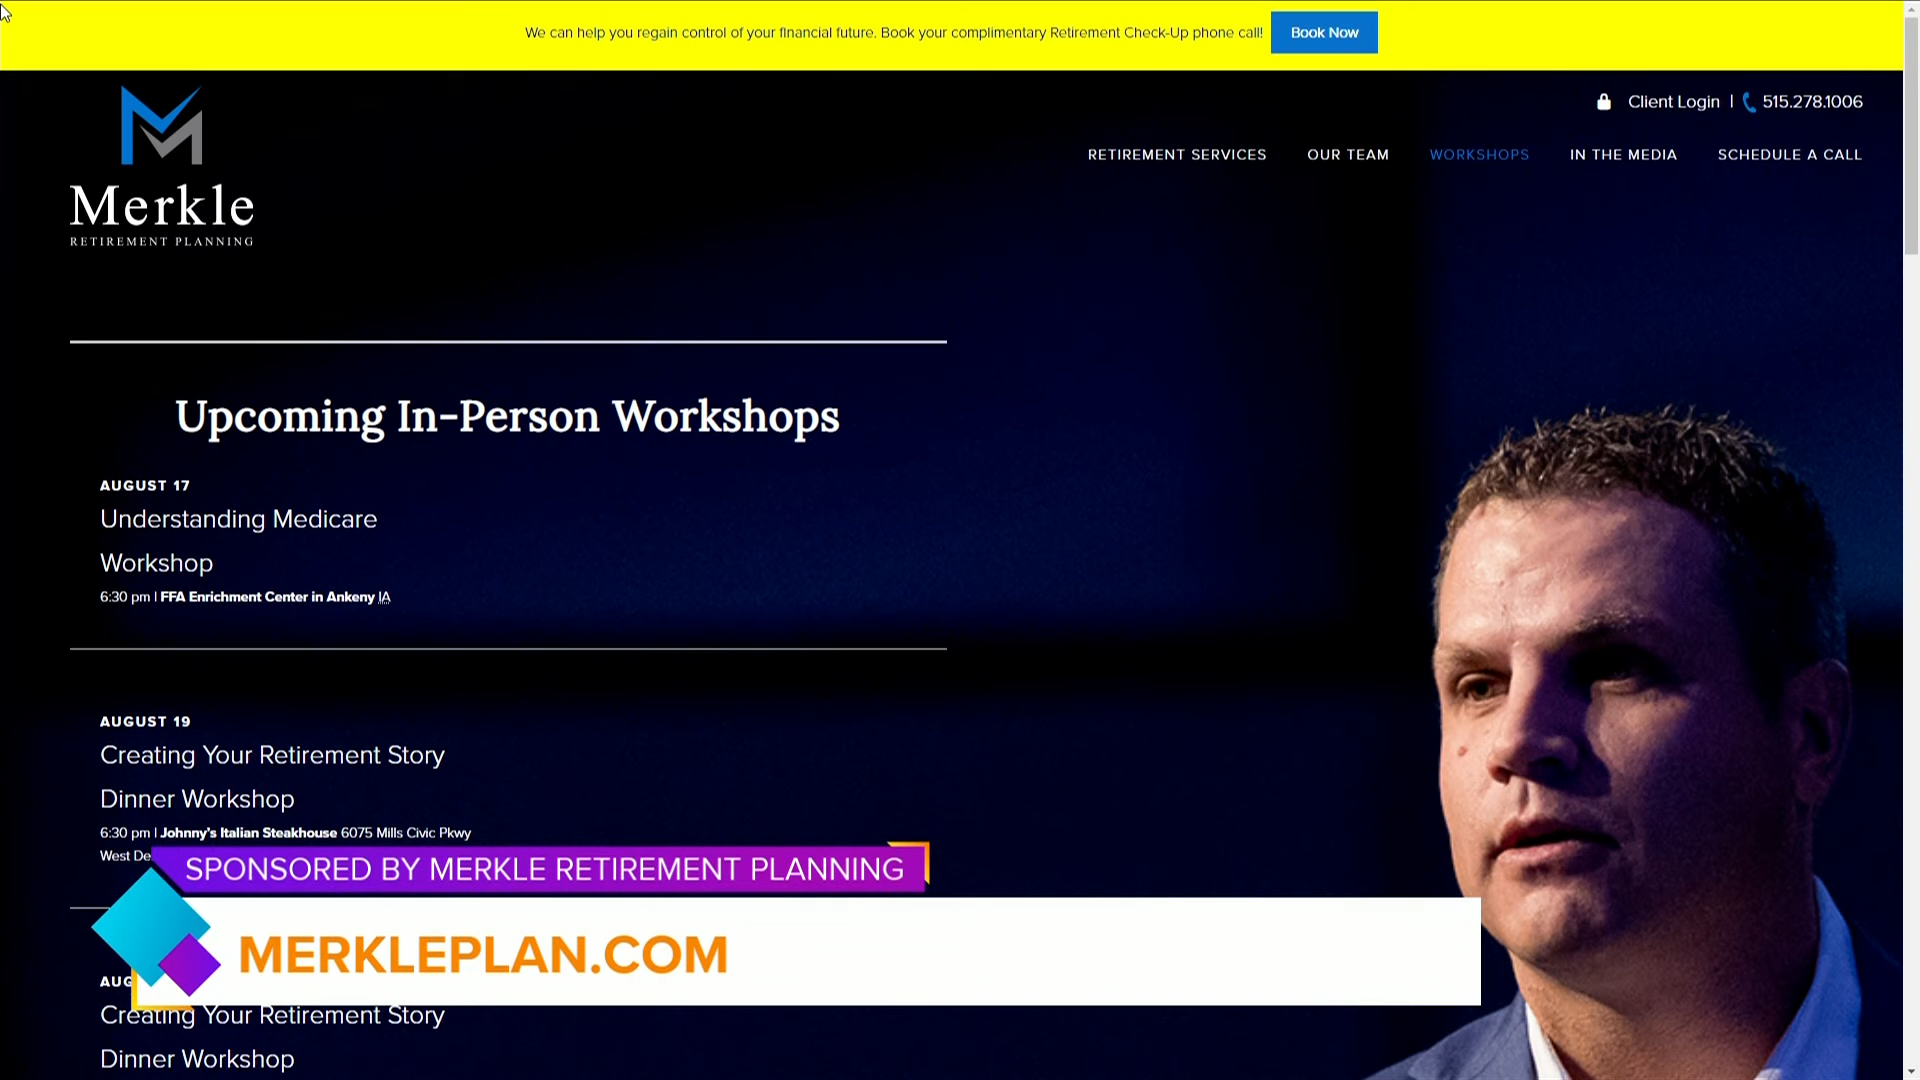 We can help you regain control of your financial future. Book your complimentary Retirement Check-Up phone call!
Book Now
Client Login | 515.278.1006
Merkle
RETIREMENT PLANNING
RETIREMENT SERVICES
OUR TEAM
WORKSHOPS
IN THE MEDIA
SCHEDULE A CALL
Upcoming In-Person Workshops
AUGUST 17
Understanding Medicare
Workshop
6:30 pm | FFA Enrichment Center in Ankeny IA
AUGUST 19
Creating Your Retirement Story
Dinner Workshop
6:30 pm | Johnny's Italian Steakhouse 6075 Mills Civic Pkwy
West De
SPONSORED BY MERKLE RETIREMENT PLANNING
MERKLEPLAN.COM
AUG
Creating Your Retirement Story
Dinner Workshop